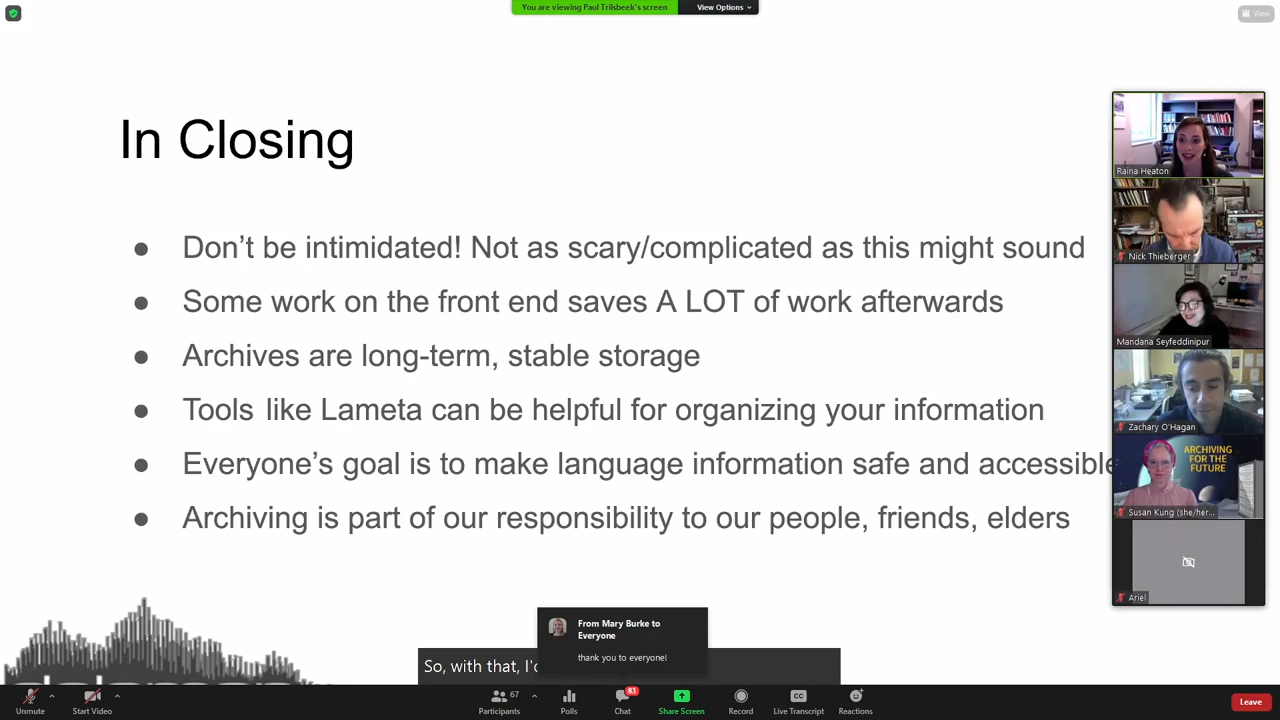 You are viewing Paul Trilsbeek's screen
View Options
View
In Closing
● Don't be intimidated! Not as scary/complicated as this might sound
● Some work on the front end saves A LOT of work afterwards
● Archives are long-term, stable storage
● Tools like Lameta can be helpful for organizing your information
● Everyone's goal is to make language information safe and accessible
● Archiving is part of our responsibility to our people, friends, elders
Raina Heaton
Nick Thieberger
Mandana Seyfeddinipur
Zachary O'Hagan
ARCHIVING
FOR THE
FUTURE
Susan Kung (she/her...
Ariel
From Mary Burke to
Everyone
thank you to everyone!
So, with that, I'd
Unmute
Start Video
67
Participants
Polls
83
Chat
Share Screen
Record
CC
Live Transcript
Reactions
Leave